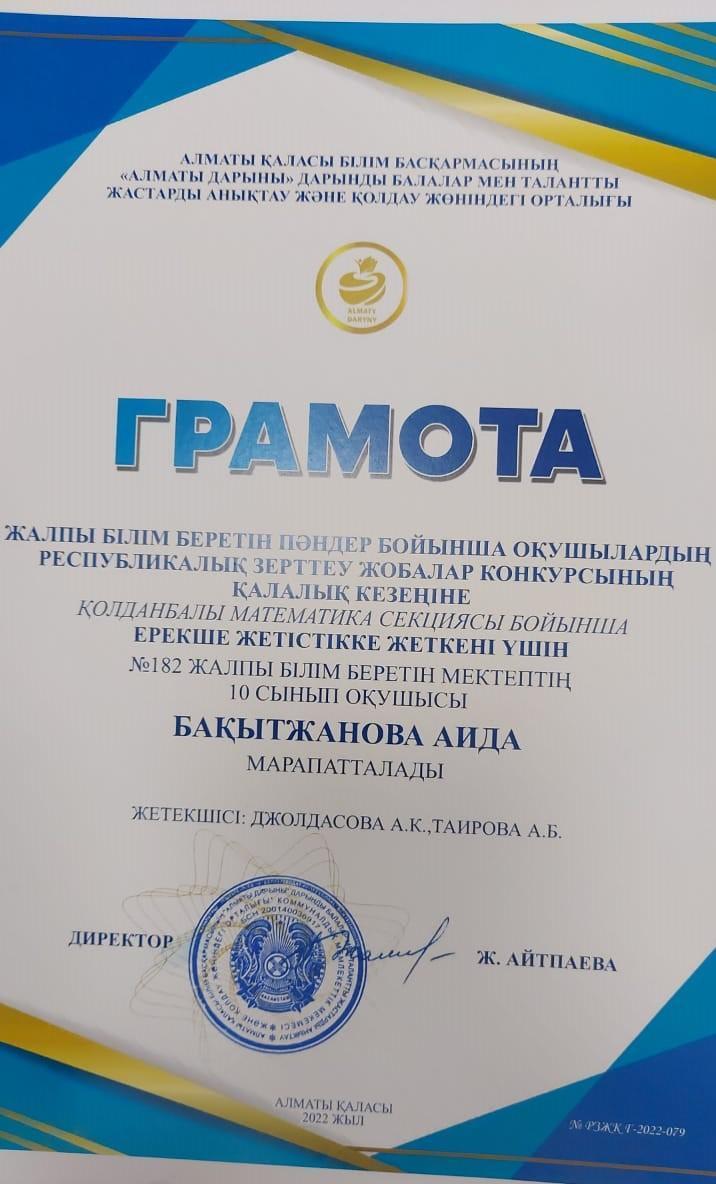 АЛМАТЫ ҚАЛАСЫ БІЛІМ БАСҚАРМАСЫНЫҢ
«АЛМАТЫ ДАРЫНЫ» ДАРЫНДЫ БАЛАЛАР МЕН ТАЛАНТТЫ
ЖАСТАРДЫ АНЫҚТАУ ЖӘНЕ ҚОЛДАУ ЖӨНІНДЕГІ ОРТАЛЫҒЫ
ALMATY
DARYNY
ГРАМОТА
ЖАЛПЫ БІЛІМ БЕРЕТІН ПӘНДЕР БОЙЫНША ОҚУШЫЛАРДЫҢ
РЕСПУБЛИКАЛЫҚ ЗЕРТТЕУ ЖОБАЛАР КОНКУРСЫНЫҢ
ҚАЛАЛЫҚ КЕЗЕҢІНЕ
ҚОЛДАНБАЛЫ МАТЕМАТИКА СЕКЦИЯСЫ БОЙЫНША
ЕРЕКШЕ ЖЕТІСТІККЕ ЖЕТКЕНІ ҮШІН
№182 ЖАЛПЫ БІЛІМ БЕРЕТІН МЕКТЕПТІҢ
10 СЫНЫП ОҚУШЫСЫ
БАҚЫТЖАНОВА АИДА
МАРАПАТТАЛАДЫ
ЖЕТЕКШІСІ: ДЖОЛДАСОВА А.К.,ТАИРОВА А.Б.
ДИРЕКТОР
Ж. АЙТПАЕВА
АЛМАТЫ ҚАЛАСЫ
2022 ЖЫЛ
№ РЗЖК Г-2022-079